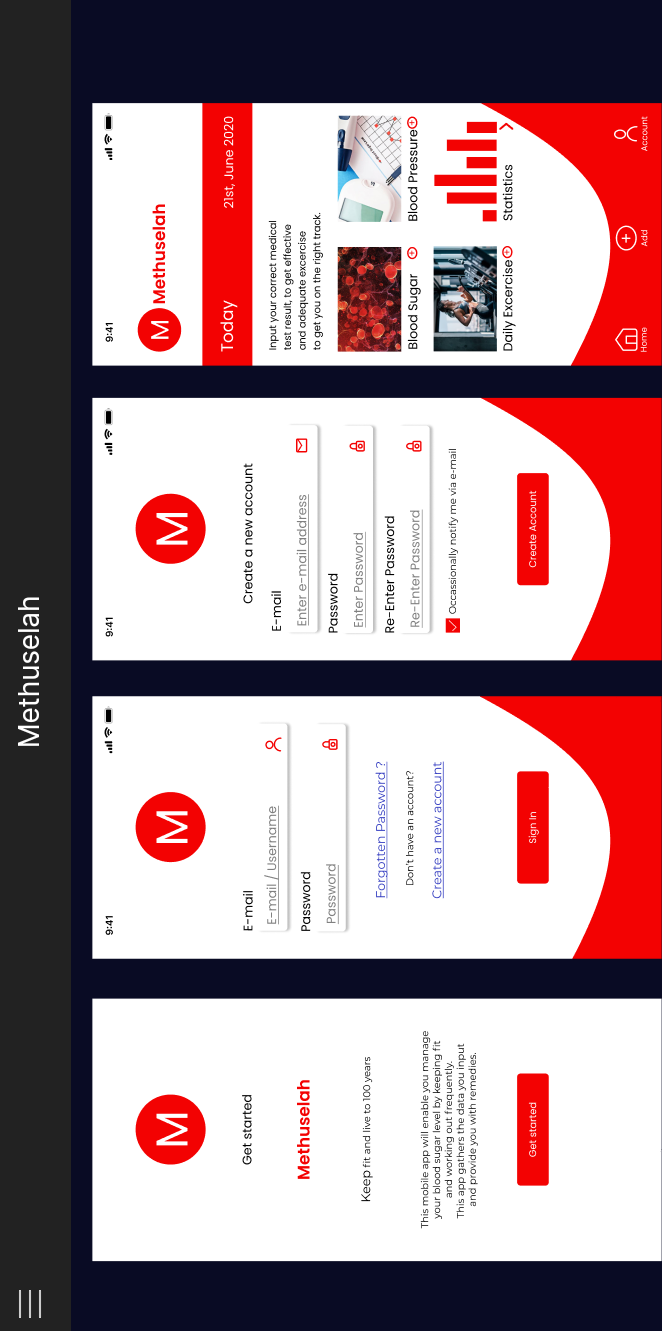 Methuselah
M
Get started
Methuselah
Keep fit and live to 100 years
This mobile app will enable you manage
your blood sugar level by keeping fit
and working out frequently.
This app gathers the data you input
and provide you with remedies.
Get started
9:41
M
E-mail
E-mail / Username
Password
Password
Forgotten Password ?
Don't have an account?
Create a new account
Sign In
9:41
M
Create a new account
E-mail
Enter e-mail address
Password
Enter Password
Re-Enter Password
Re-Enter Password
Occassionally notify me via e-mail
Create Account
9:41
M Methuselah
Today 21st, June 2020
Input your correct medical
test result, to get effective
and adequate excercise
to get you on the right track.
Blood Sugar Blood Pressure
Daily Excercise Statistics
Home Add Account